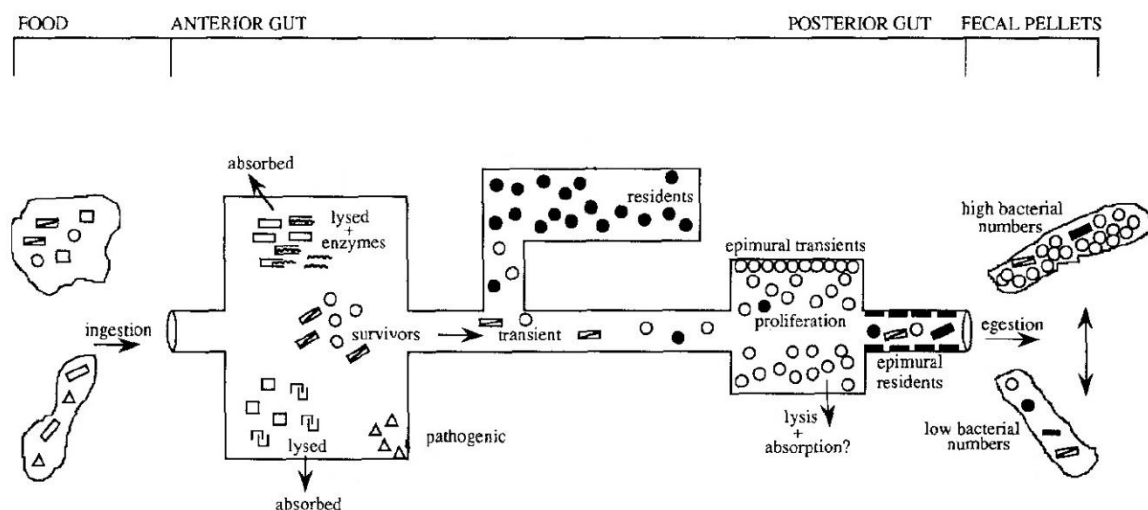 FOOD
ANTERIOR GUT
POSTERIOR GUT
FECAL PELLETS
absorbed
lysed
+
enzymes
residents
high bacterial
numbers
epimural transients
ingestion
survivors
transient
proliferation
egestion
epimural
residents
lysed
pathogenic
lysis
+
absorption?
low bacterial
numbers
absorbed